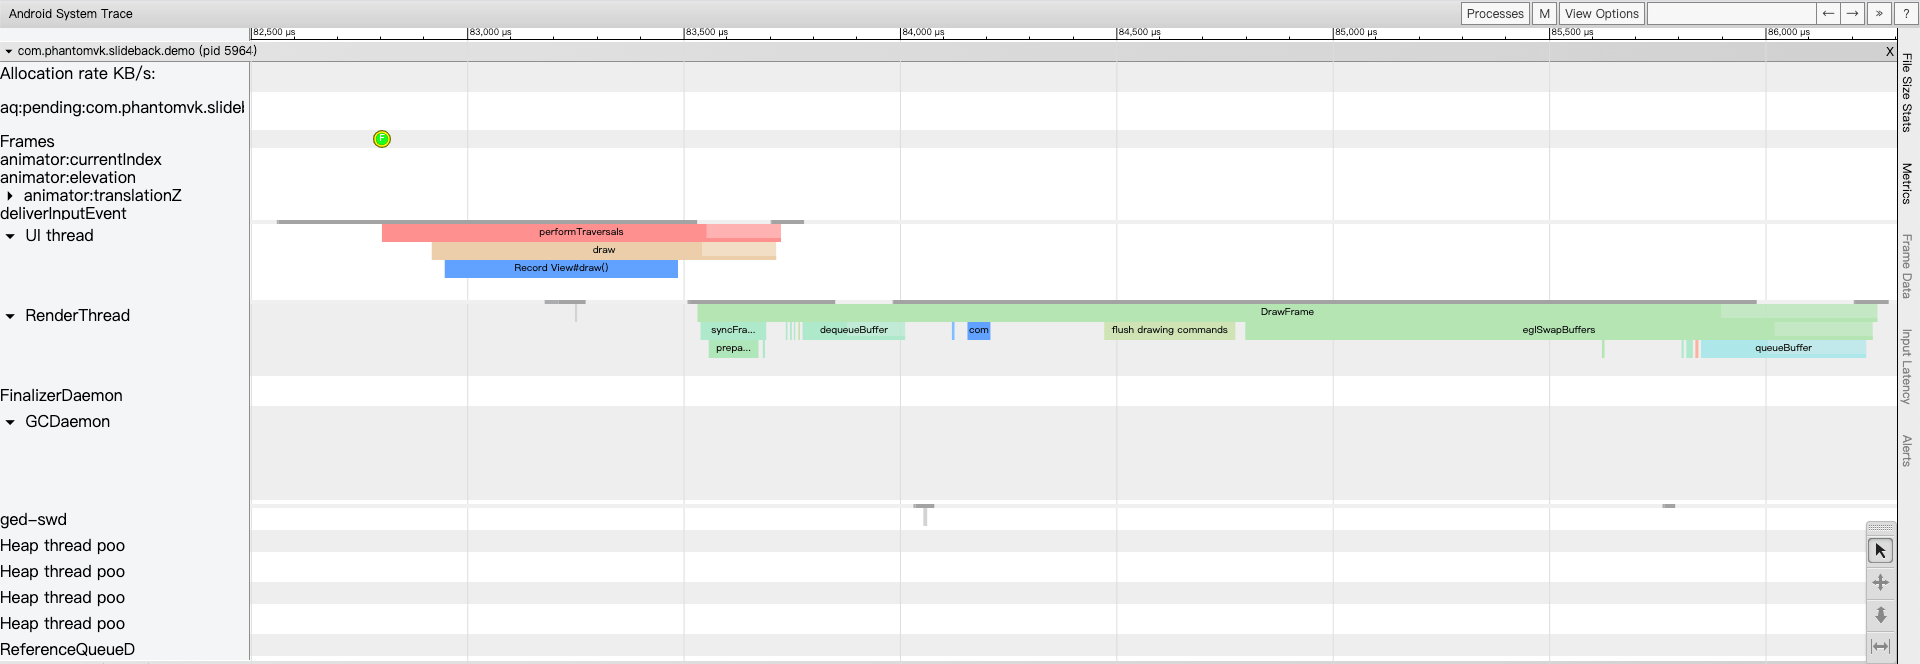 Android System Trace
Processes
M
View Options
←
→
»
?
82,500 µs
83,000 µs
83,500 µs
84,000 µs
84,500 µs
85,000 µs
85,500 µs
86,000 µs
com.phantomvk.slideback.demo (pid 5964)
X
Allocation rate KB/s:
aq:pending:com.phantomvk.slidel
Frames
F
animator:currentIndex
animator:elevation
animator:translationZ
deliverInputEvent
UI thread
performTraversals
draw
Record View#draw()
RenderThread
DrawFrame
syncFra...
dequeueBuffer
com
flush drawing commands
eglSwapBuffers
prepa...
queueBuffer
FinalizerDaemon
GCDaemon
ged-swd
Heap thread poo
Heap thread poo
Heap thread poo
Heap thread poo
ReferenceQueueD
File Size Stats
Metrics
Frame Data
Input Latency
Alerts